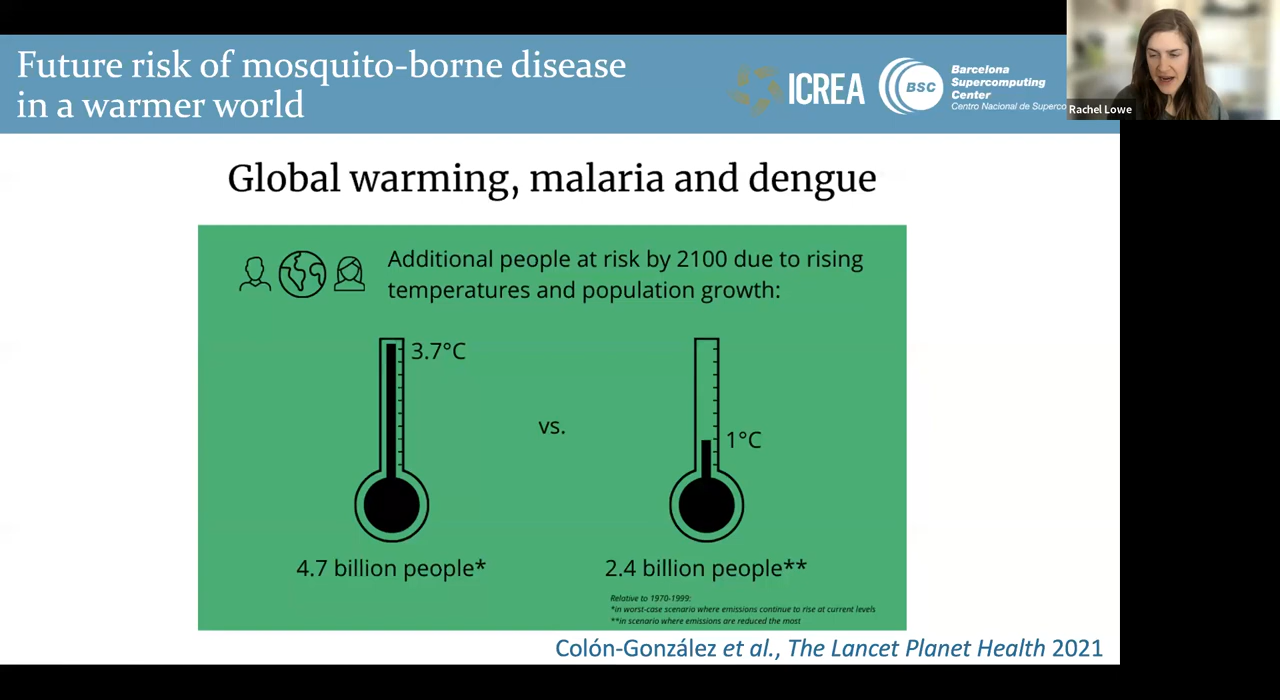 Future risk of mosquito-borne disease
in a warmer world
ICREA
BSC
Barcelona
Supercomputing
Center
Centro Nacional de Superco
Rachel Lowe
Global warming, malaria and dengue
Additional people at risk by 2100 due to rising
temperatures and population growth:
3.7°C
vs.
1°C
4.7 billion people*
2.4 billion people**
Relative to 1970-1999:
*in worst-case scenario where emissions continue to rise at current levels
**in scenario where emissions are reduced the most
Colón-González et al., The Lancet Planet Health 2021